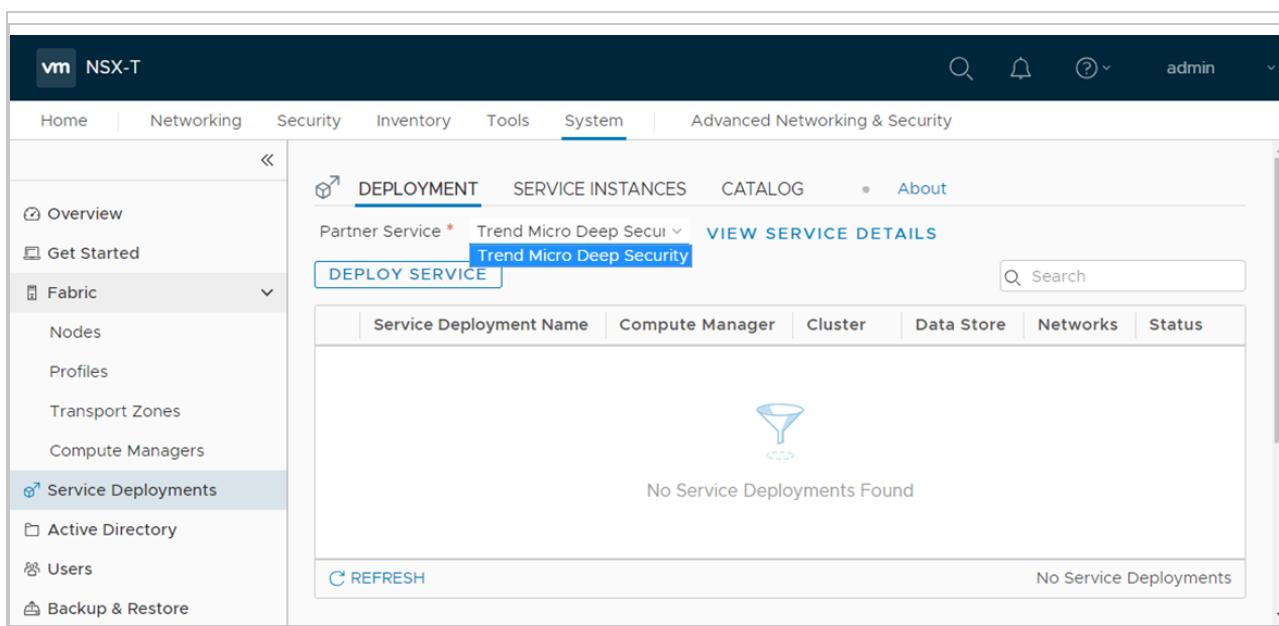 vm NSX-T admin
Home Networking Security Inventory Tools System Advanced Networking & Security
Overview
Get Started
Fabric
Nodes
Profiles
Transport Zones
Compute Managers
Service Deployments
Active Directory
Users
Backup & Restore
DEPLOYMENT SERVICE INSTANCES CATALOG About
Partner Service * Trend Micro Deep Secur VIEW SERVICE DETAILS
Trend Micro Deep Security
DEPLOY SERVICE Search
Service Deployment Name Compute Manager Cluster Data Store Networks Status
No Service Deployments Found
REFRESH No Service Deployments